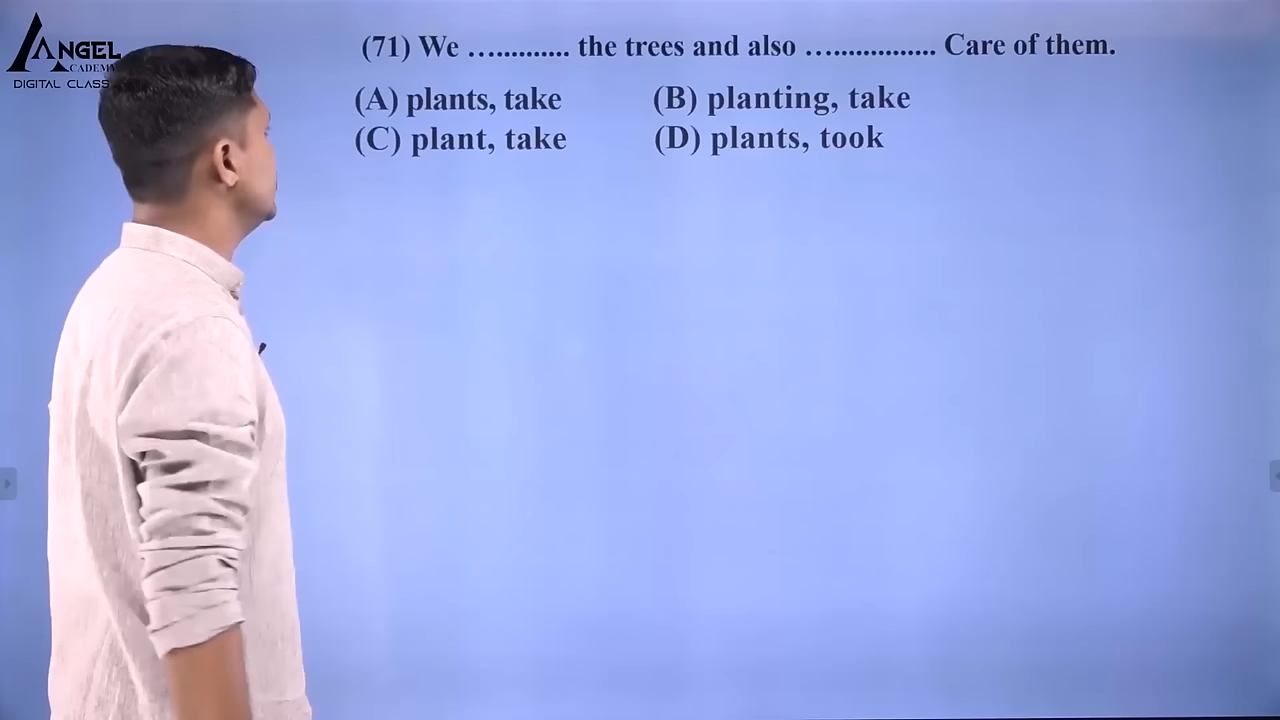 ANGEL
ACADEMY
DIGITAL CLASS
(71) We ….......... the trees and also …............... Care of them.
(A) plants, take (B) planting, take
(C) plant, take (D) plants, took